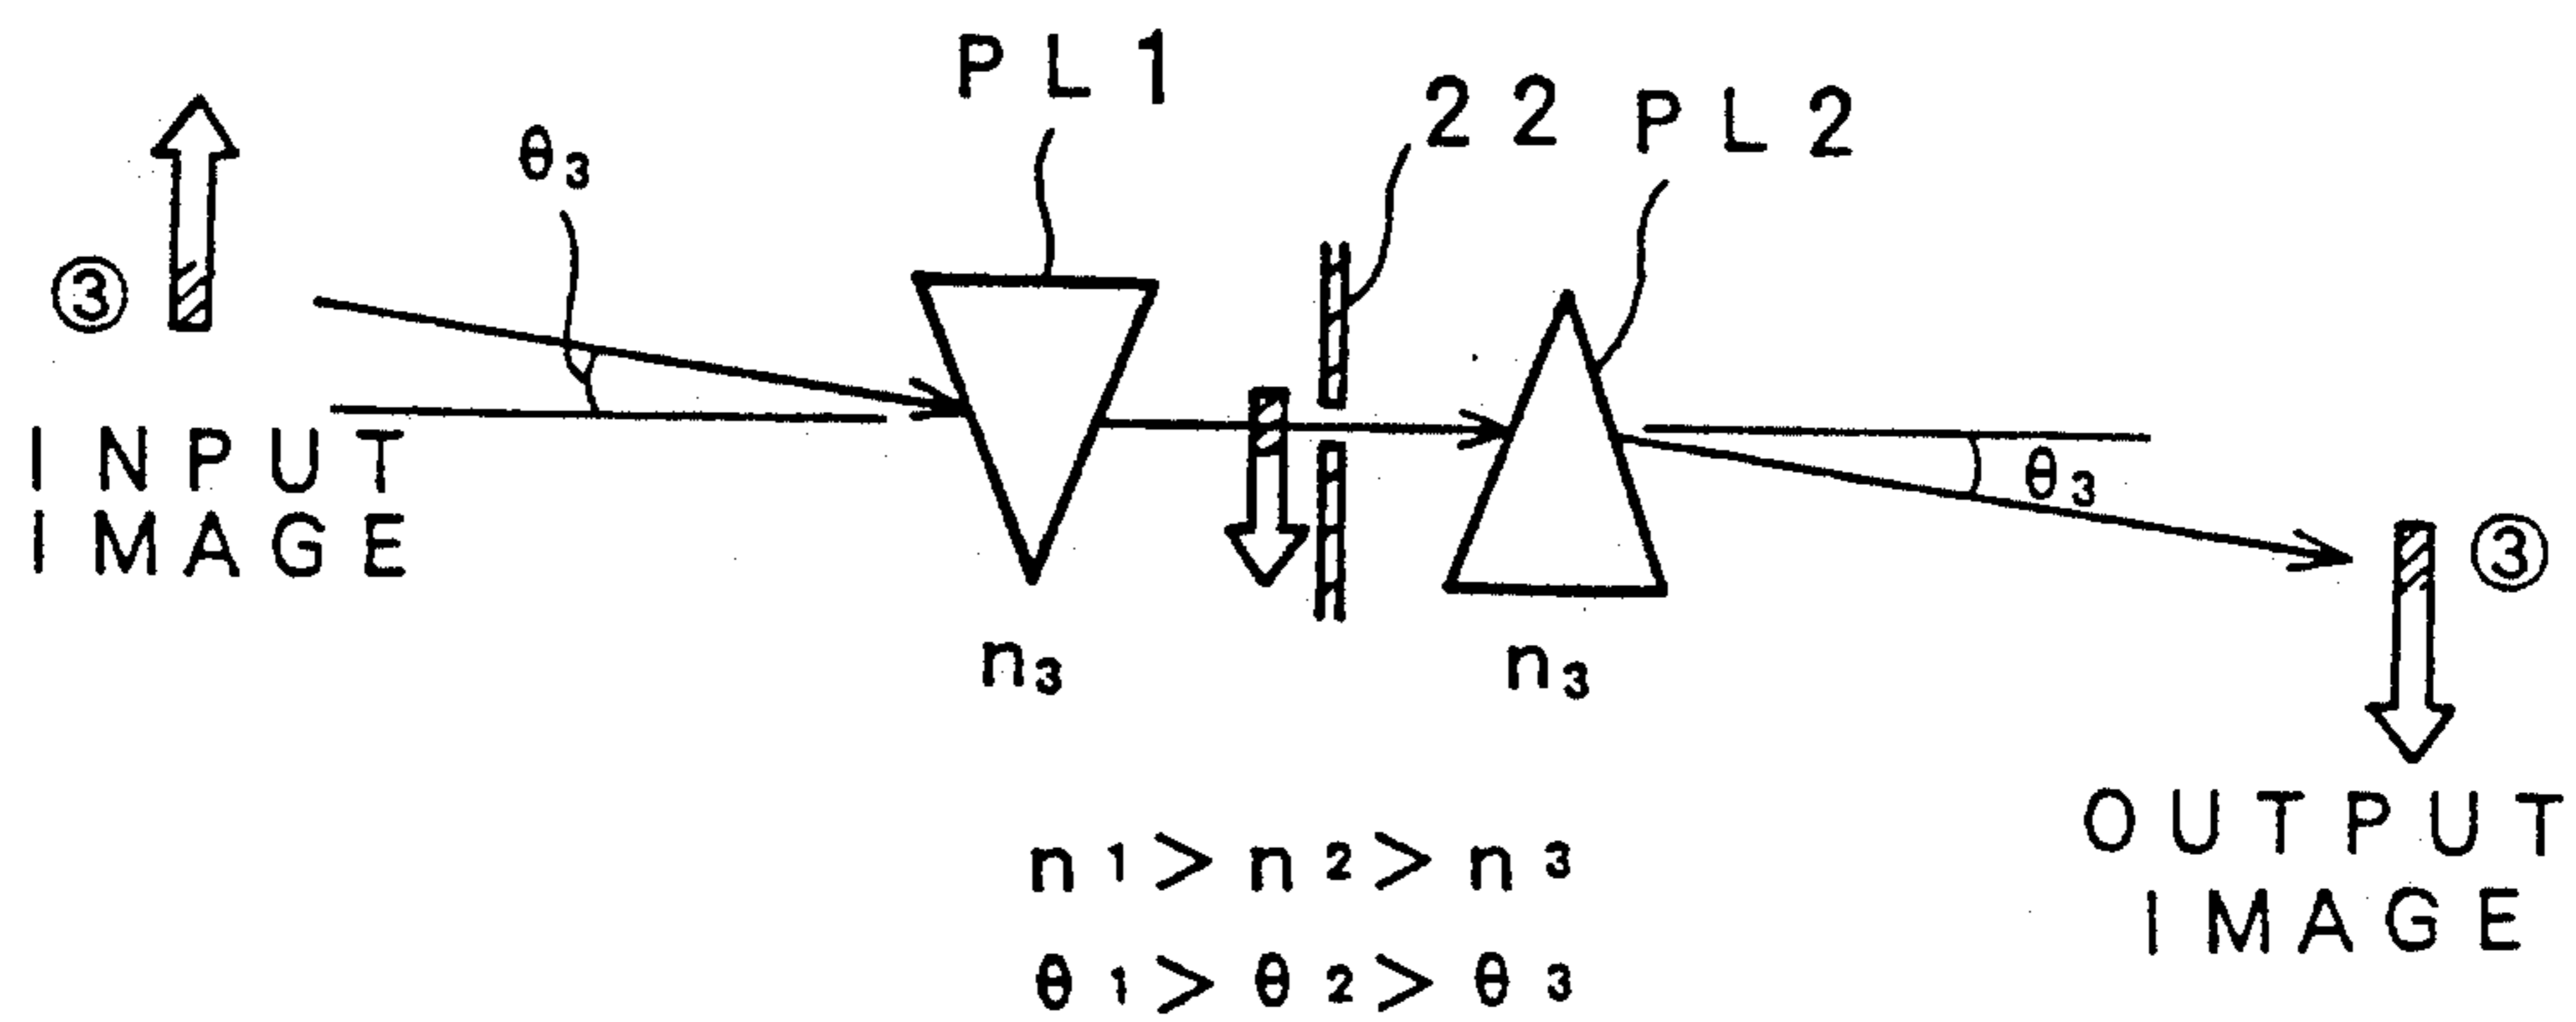 PL1
22
PL2
θ3
③
INPUT
IMAGE
θ3
③
n3
n3
OUTPUT
IMAGE
n1>n2>n3
θ1>θ2>θ3